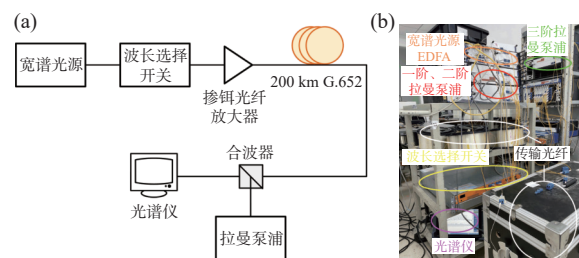 (a)
宽谱光源
波长选择
开关
掺铒光纤
放大器
200 km G.652
合波器
光谱仪
拉曼泵浦
(b)
宽谱光源
EDFA
一阶、二阶
拉曼泵浦
三阶拉
曼泵浦
波长选择开关
传输光纤
光谱仪